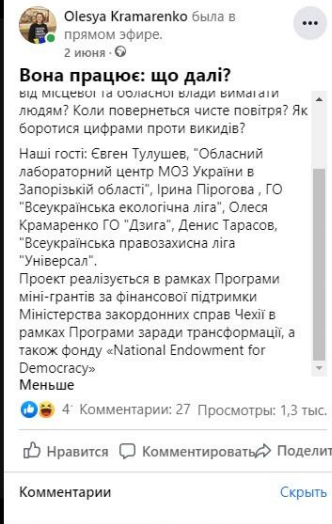 Olesya Kramarenko была в
прямом эфире.
2 июня ·
Вона працює: що далі?
від місцевої та обласної влади вимагати
людям? Коли повернеться чисте повітря? Як
боротися цифрами проти викидів?
Наші гості: Євген Тулушев, "Обласний
лабораторний центр МОЗ України в
Запорізькій області", Ірина Пірогова , ГО
"Всеукраїнська екологічна ліга", Олеся
Крамаренко ГО "Дзига", Денис Тарасов,
"Всеукраїнська правозахисна ліга
"Універсал".
Проект реалізується в рамках Програми
міні-грантів за фінансової підтримки
Міністерства закордонних справ Чехії в
рамках Програми заради трансформації, а
також фонду «National Endowment for
Democracy»
Меньше
4 Комментарии: 27 Просмотры: 1,3 тыс.
Нравится Комментировать Поделит
Комментарии Скрыть